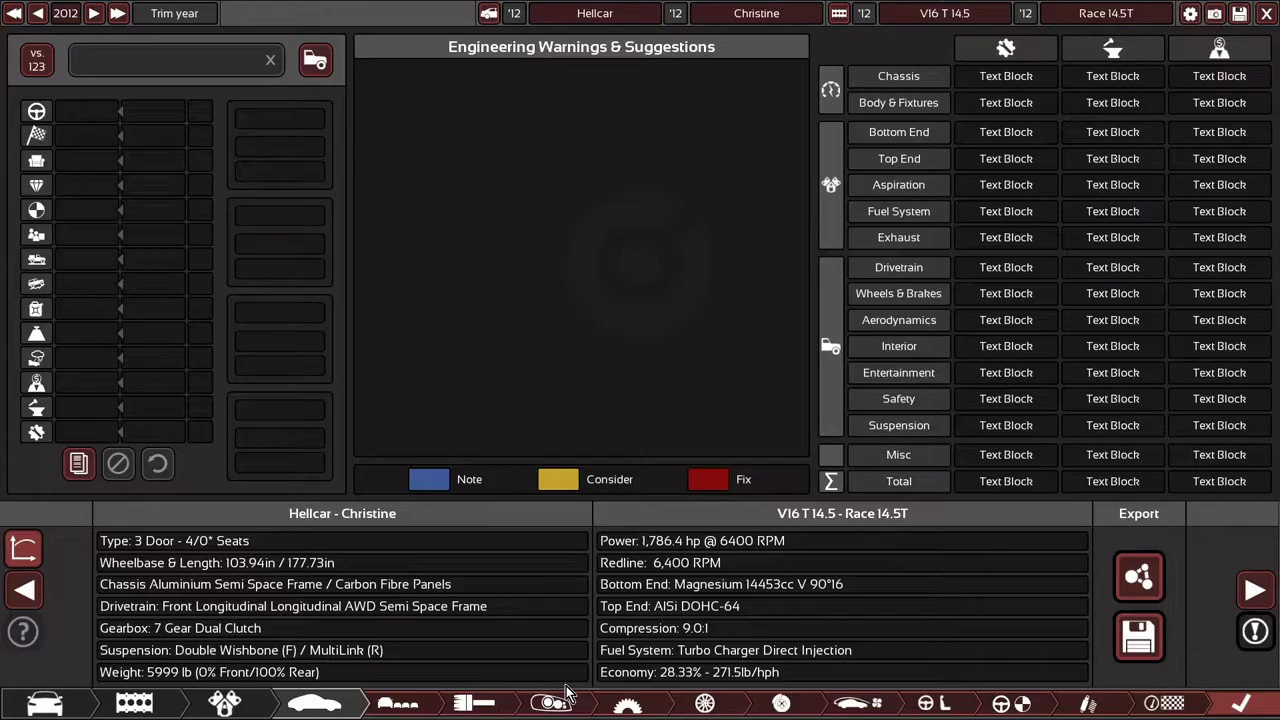 2012
Trim year
'12
Hellcar
'12
Christine
'12
V16 T 14.5
'12
Race 14.5T
vs.
123
x
Engineering Warnings & Suggestions
Note
Consider
Fix
Chassis Text Block Text Block Text Block
Body & Fixtures Text Block Text Block Text Block
Bottom End Text Block Text Block Text Block
Top End Text Block Text Block Text Block
Aspiration Text Block Text Block Text Block
Fuel System Text Block Text Block Text Block
Exhaust Text Block Text Block Text Block
Drivetrain Text Block Text Block Text Block
Wheels & Brakes Text Block Text Block Text Block
Aerodynamics Text Block Text Block Text Block
Interior Text Block Text Block Text Block
Entertainment Text Block Text Block Text Block
Safety Text Block Text Block Text Block
Suspension Text Block Text Block Text Block
Misc Text Block Text Block Text Block
Σ Total Text Block Text Block Text Block
Hellcar - Christine
Type: 3 Door - 4/0* Seats
Wheelbase & Length: 103.94in / 177.73in
Chassis Aluminium Semi Space Frame / Carbon Fibre Panels
Drivetrain: Front Longitudinal Longitudinal AWD Semi Space Frame
Gearbox: 7 Gear Dual Clutch
Suspension: Double Wishbone (F) / MultiLink (R)
Weight: 5999 lb (0% Front/100% Rear)
V16 T 14.5 - Race 14.5T
Power: 1,786.4 hp @ 6400 RPM
Redline: 6,400 RPM
Bottom End: Magnesium 14453cc V 90°16
Top End: AlSi DOHC-64
Compression: 9.0:1
Fuel System: Turbo Charger Direct Injection
Economy: 28.33% - 271.5lb/hph
Export
?